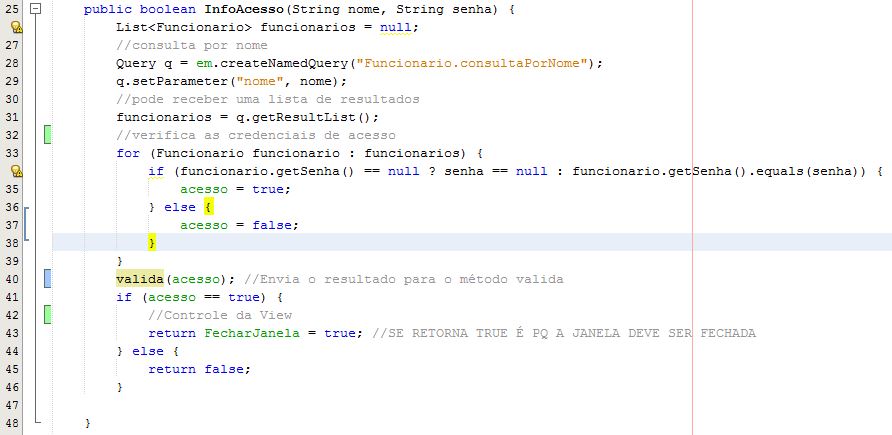 25 public boolean InfoAcesso(String nome, String senha) {
List<Funcionario> funcionarios = null;
27 //consulta por nome
28 Query q = em.createNamedQuery("Funcionario.consultaPorNome");
29 q.setParameter("nome", nome);
30 //pode receber uma lista de resultados
31 funcionarios = q.getResultList();
32 //verifica as credenciais de acesso
33 for (Funcionario funcionario : funcionarios) {
if (funcionario.getSenha() == null ? senha == null : funcionario.getSenha().equals(senha)) {
35 acesso = true;
36 } else {
37 acesso = false;
38 }
39 }
40 valida(acesso); //Envia o resultado para o método valida
41 if (acesso == true) {
42 //Controle da View
43 return FecharJanela = true; //SE RETORNA TRUE É PQ A JANELA DEVE SER FECHADA
44 } else {
45 return false;
46 }
47
48 }